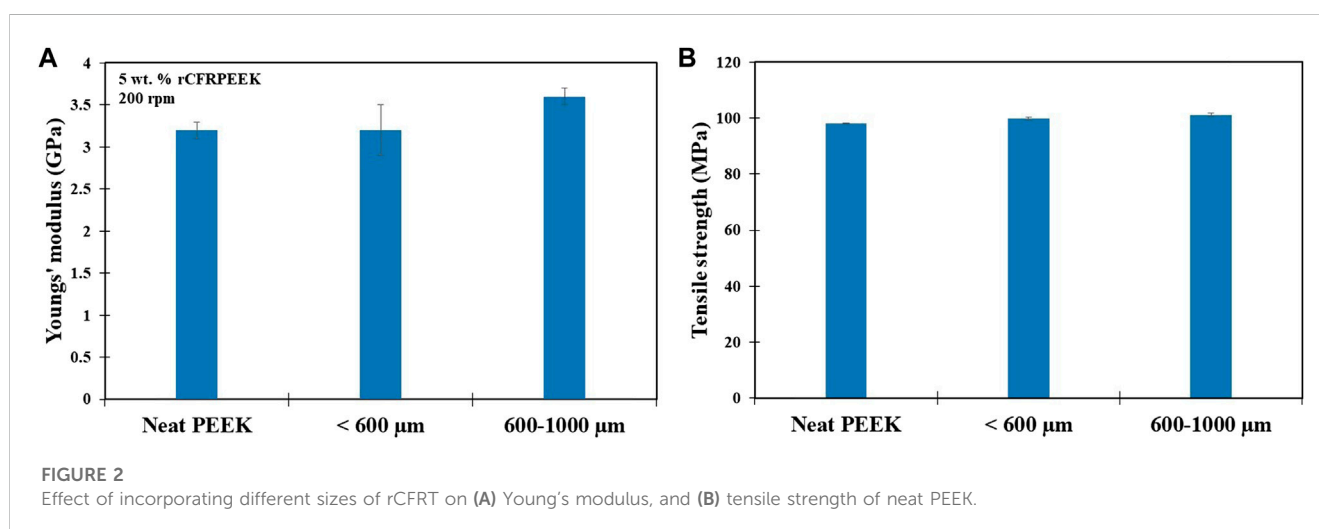 A
B
5 wt. % rCFRPEEK
200 rpm
Youngs' modulus (GPa)
4
3.5
3
2.5
2
1.5
1
0.5
0
Neat PEEK
< 600 µm
600-1000 µm
Tensile strength (MPa)
120
100
80
60
40
20
0
Neat PEEK
< 600 µm
600-1000 µm
FIGURE 2
Effect of incorporating different sizes of rCFRT on (A) Young's modulus, and (B) tensile strength of neat PEEK.